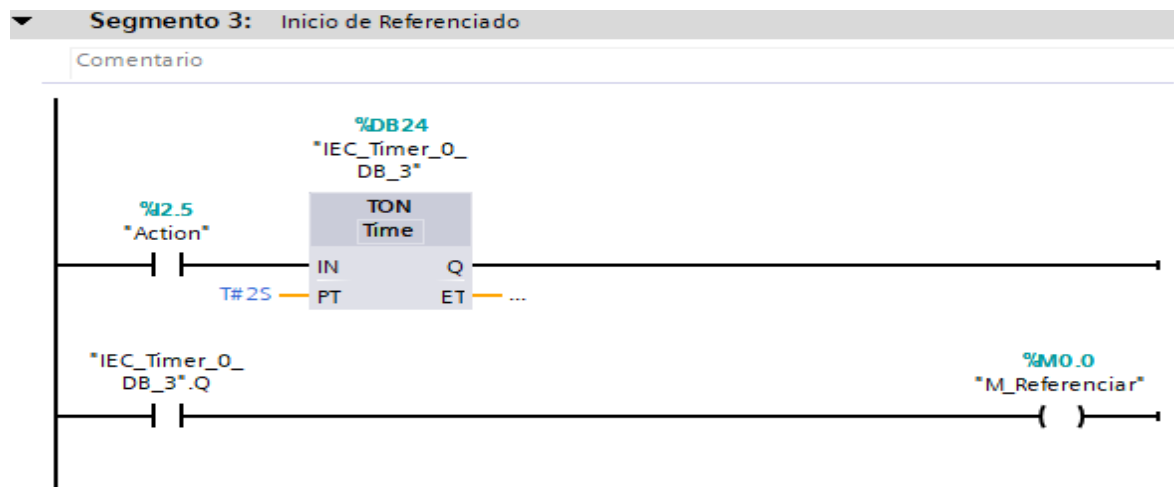 Segmento 3: Inicio de Referenciado
Comentario
%DB24
"IEC_Timer_0_
DB_3"
%I2.5
"Action"
TON
Time
IN Q
T#2S PT ET ...
"IEC_Timer_0_
DB_3".Q
%M0.0
"M_Referenciar"